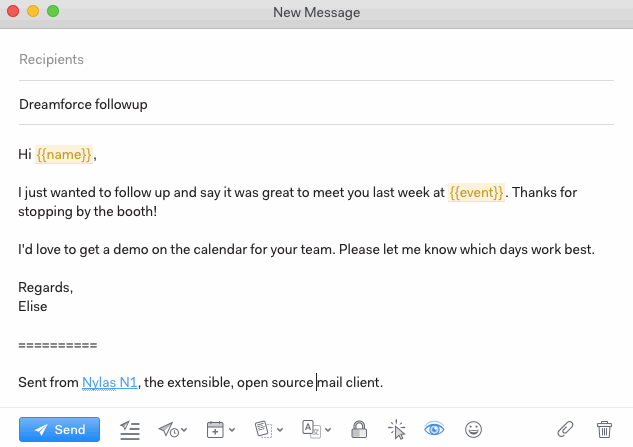 New Message
Recipients
Dreamforce followup
Hi {{name}},
I just wanted to follow up and say it was great to meet you last week at {{event}}. Thanks for
stopping by the booth!
I'd love to get a demo on the calendar for your team. Please let me know which days work best.
Regards,
Elise
==========
Sent from Nylas N1, the extensible, open source mail client.
Send